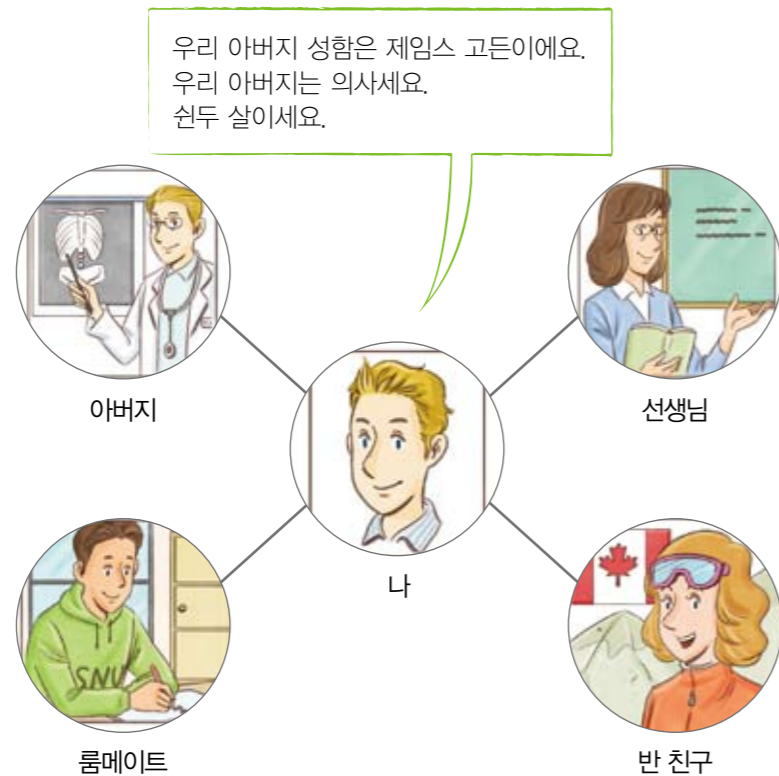 우리 아버지 성함은 제임스 고든이에요.
우리 아버지는 의사세요.
쉰두 살이세요.
아버지
선생님
나
SNU
룸메이트
반 친구